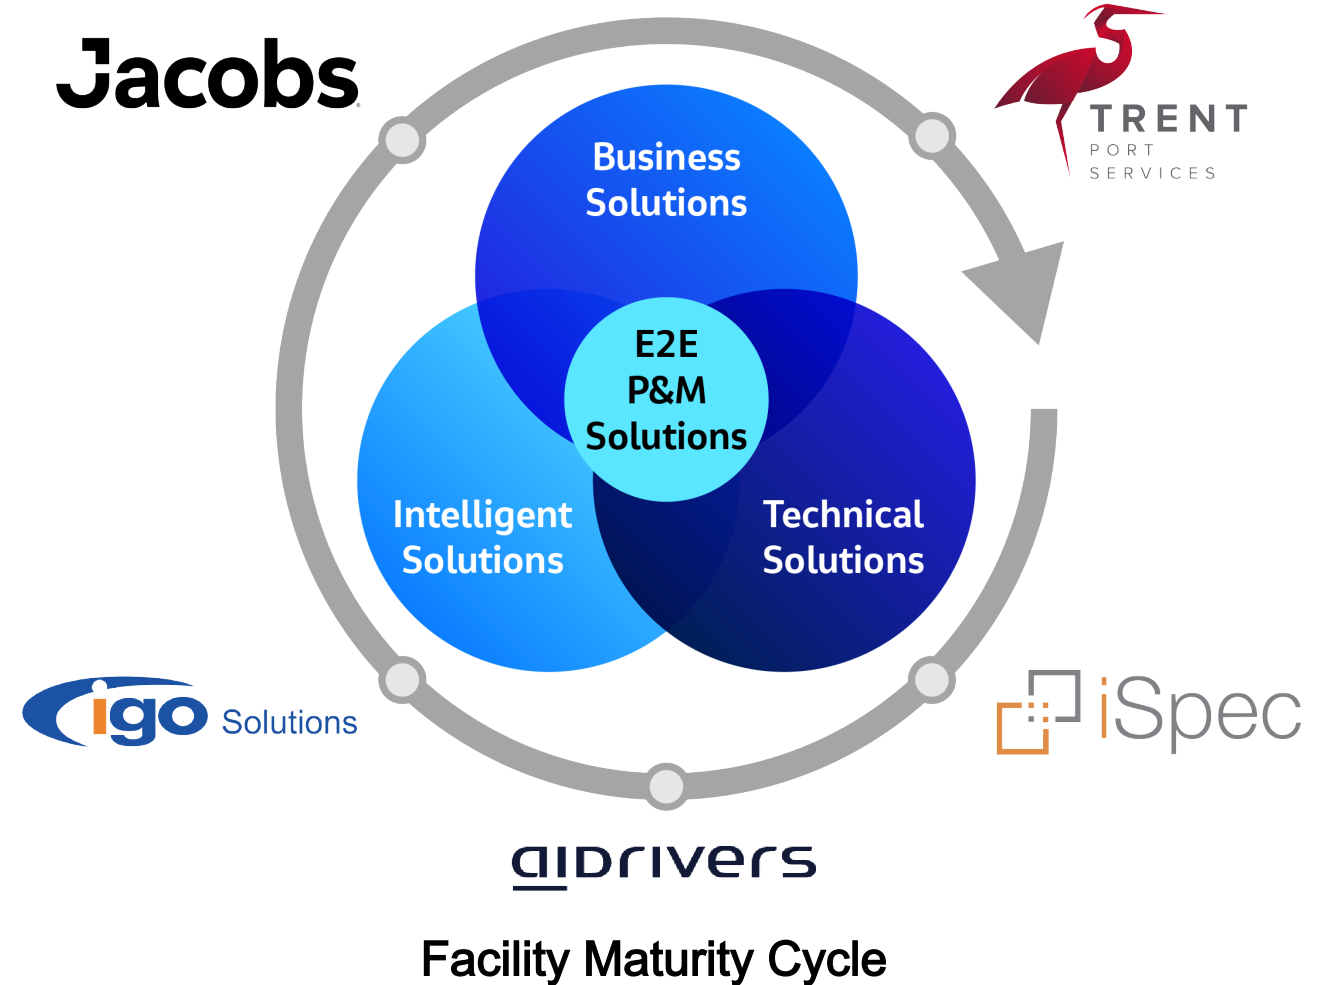 Jacobs
TRENT
PORT
SERVICES
Business
Solutions
E2E
P&M
Solutions
Intelligent
Solutions
Technical
Solutions
igo Solutions
iSpec
aiDrivers
Facility Maturity Cycle